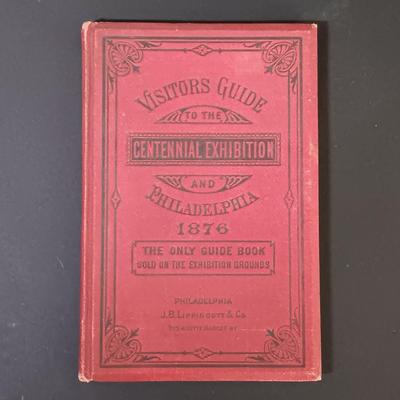 VISITORS GUIDE
TO THE
CENTENNIAL EXHIBITION
AND
PHILADELPHIA
1876
THE ONLY GUIDE BOOK
SOLD ON THE EXHIBITION GROUNDS
PHILADELPHIA
J.B. LIPPINCOTT & CO.